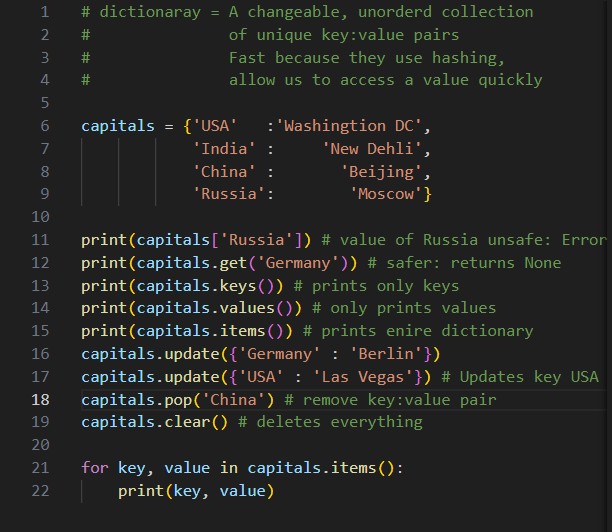 1 # dictionaray = A changeable, unorderd collection
2 #               of unique key:value pairs
3 #               Fast because they use hashing,
4 #               allow us to access a value quickly
5
6 capitals = {'USA'   :'Washingtion DC',
7             'India' :     'New Dehli',
8             'China' :       'Beijing',
9             'Russia':        'Moscow'}
10
11 print(capitals['Russia']) # value of Russia unsafe: Error
12 print(capitals.get('Germany')) # safer: returns None
13 print(capitals.keys()) # prints only keys
14 print(capitals.values()) # only prints values
15 print(capitals.items()) # prints enire dictionary
16 capitals.update({'Germany' : 'Berlin'})
17 capitals.update({'USA' : 'Las Vegas'}) # Updates key USA
18 capitals.pop('China') # remove key:value pair
19 capitals.clear() # deletes everything
20
21 for key, value in capitals.items():
22     print(key, value)